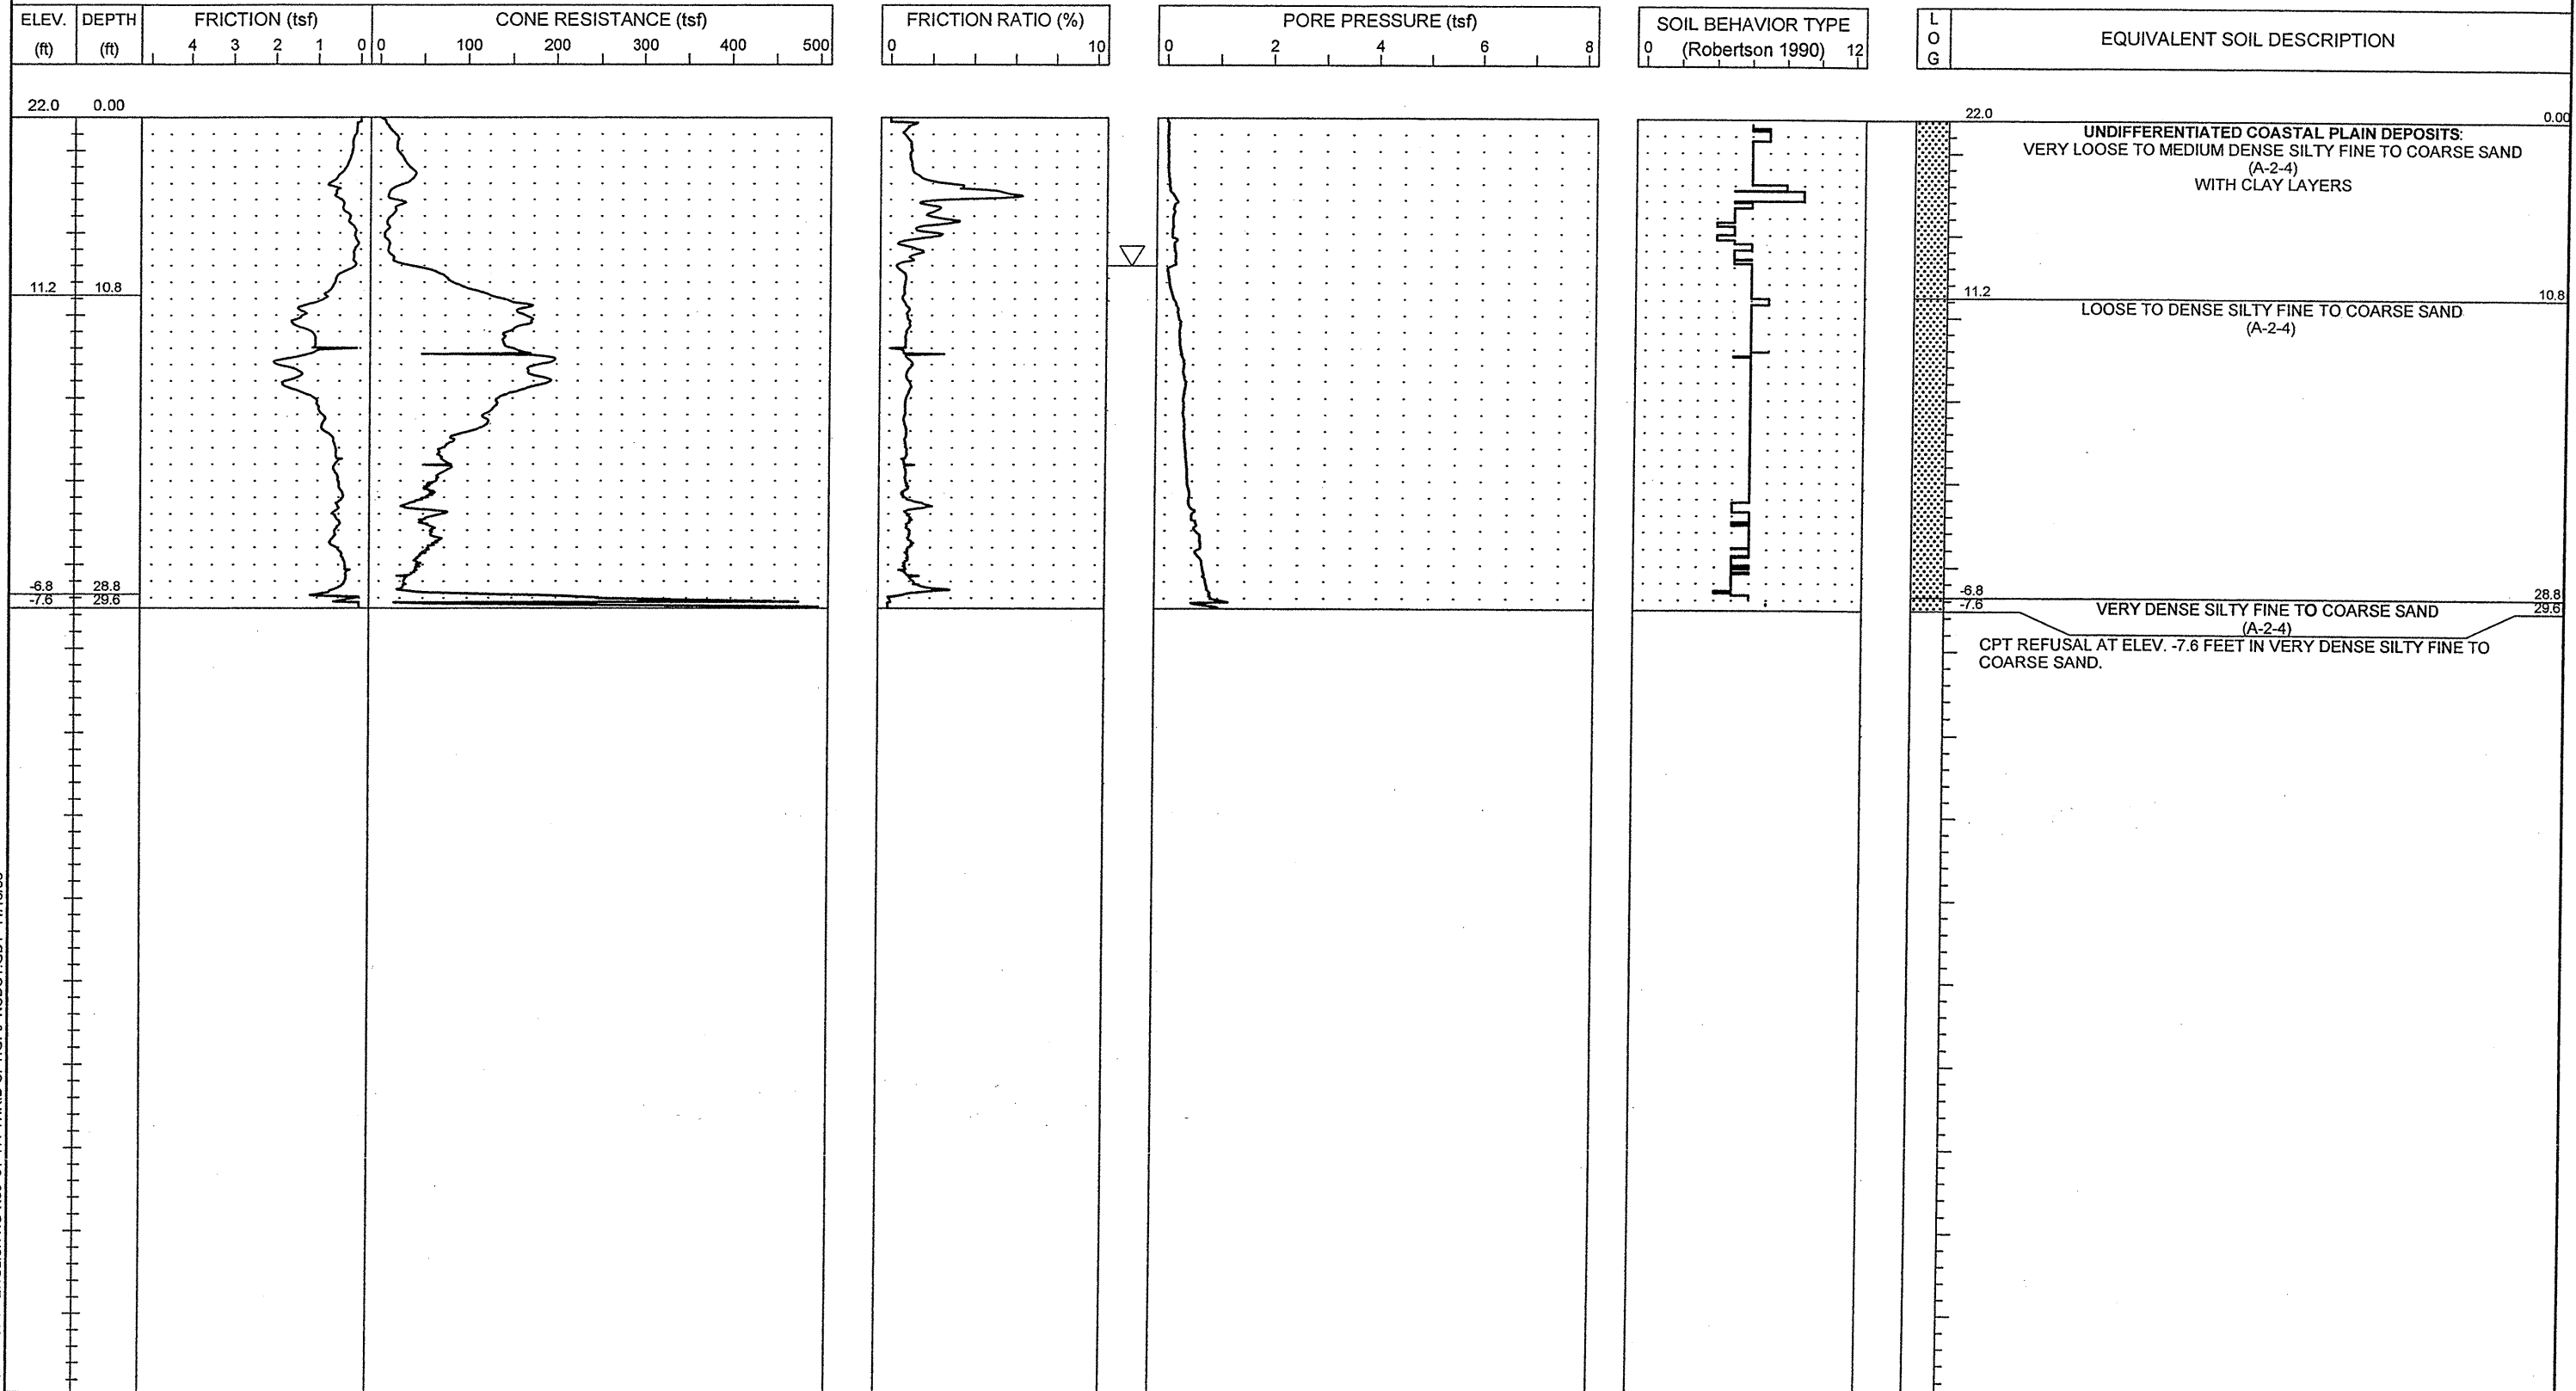 ELEV. DEPTH FRICTION (tsf) CONE RESISTANCE (tsf) FRICTION RATIO (%) PORE PRESSURE (tsf) SOIL BEHAVIOR TYPE L
(ft) (ft) 4 3 2 1 0 0 100 200 300 400 500 0 10 0 2 4 6 8 0 (Robertson 1990) 12 O EQUIVALENT SOIL DESCRIPTION
G
22.0 0.00
22.0 0.00
UNDIFFERENTIATED COASTAL PLAIN DEPOSITS:
VERY LOOSE TO MEDIUM DENSE SILTY FINE TO COARSE SAND
(A-2-4)
WITH CLAY LAYERS
11.2 10.8
11.2 10.8
LOOSE TO DENSE SILTY FINE TO COARSE SAND
(A-2-4)
-6.8 28.8
-7.6 29.6
-6.8 28.8
-7.6 VERY DENSE SILTY FINE TO COARSE SAND 29.6
(A-2-4)
CPT REFUSAL AT ELEV. -7.6 FEET IN VERY DENSE SILTY FINE TO
COARSE SAND.